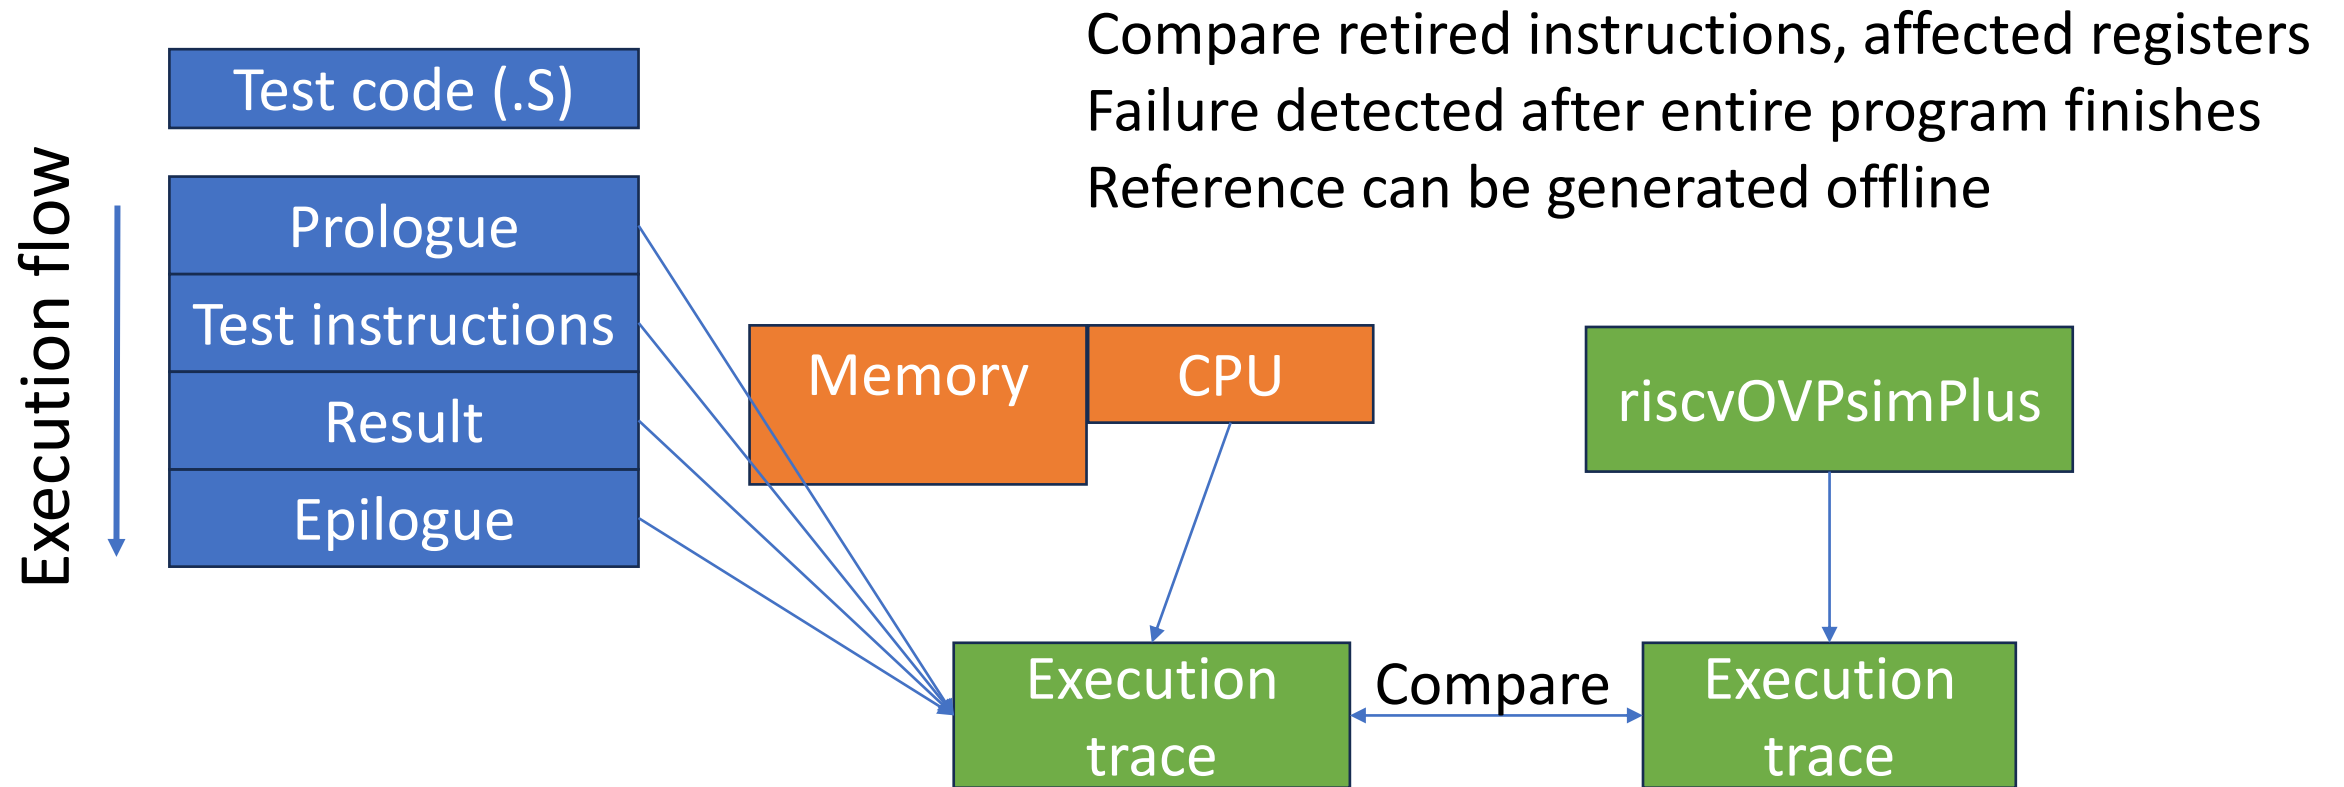 Compare retired instructions, affected registers
Failure detected after entire program finishes
Reference can be generated offline
Test code (.S)
Execution flow
Prologue
Test instructions
Result
Epilogue
Memory
CPU
riscvOVPsimPlus
Execution
trace
Compare
Execution
trace